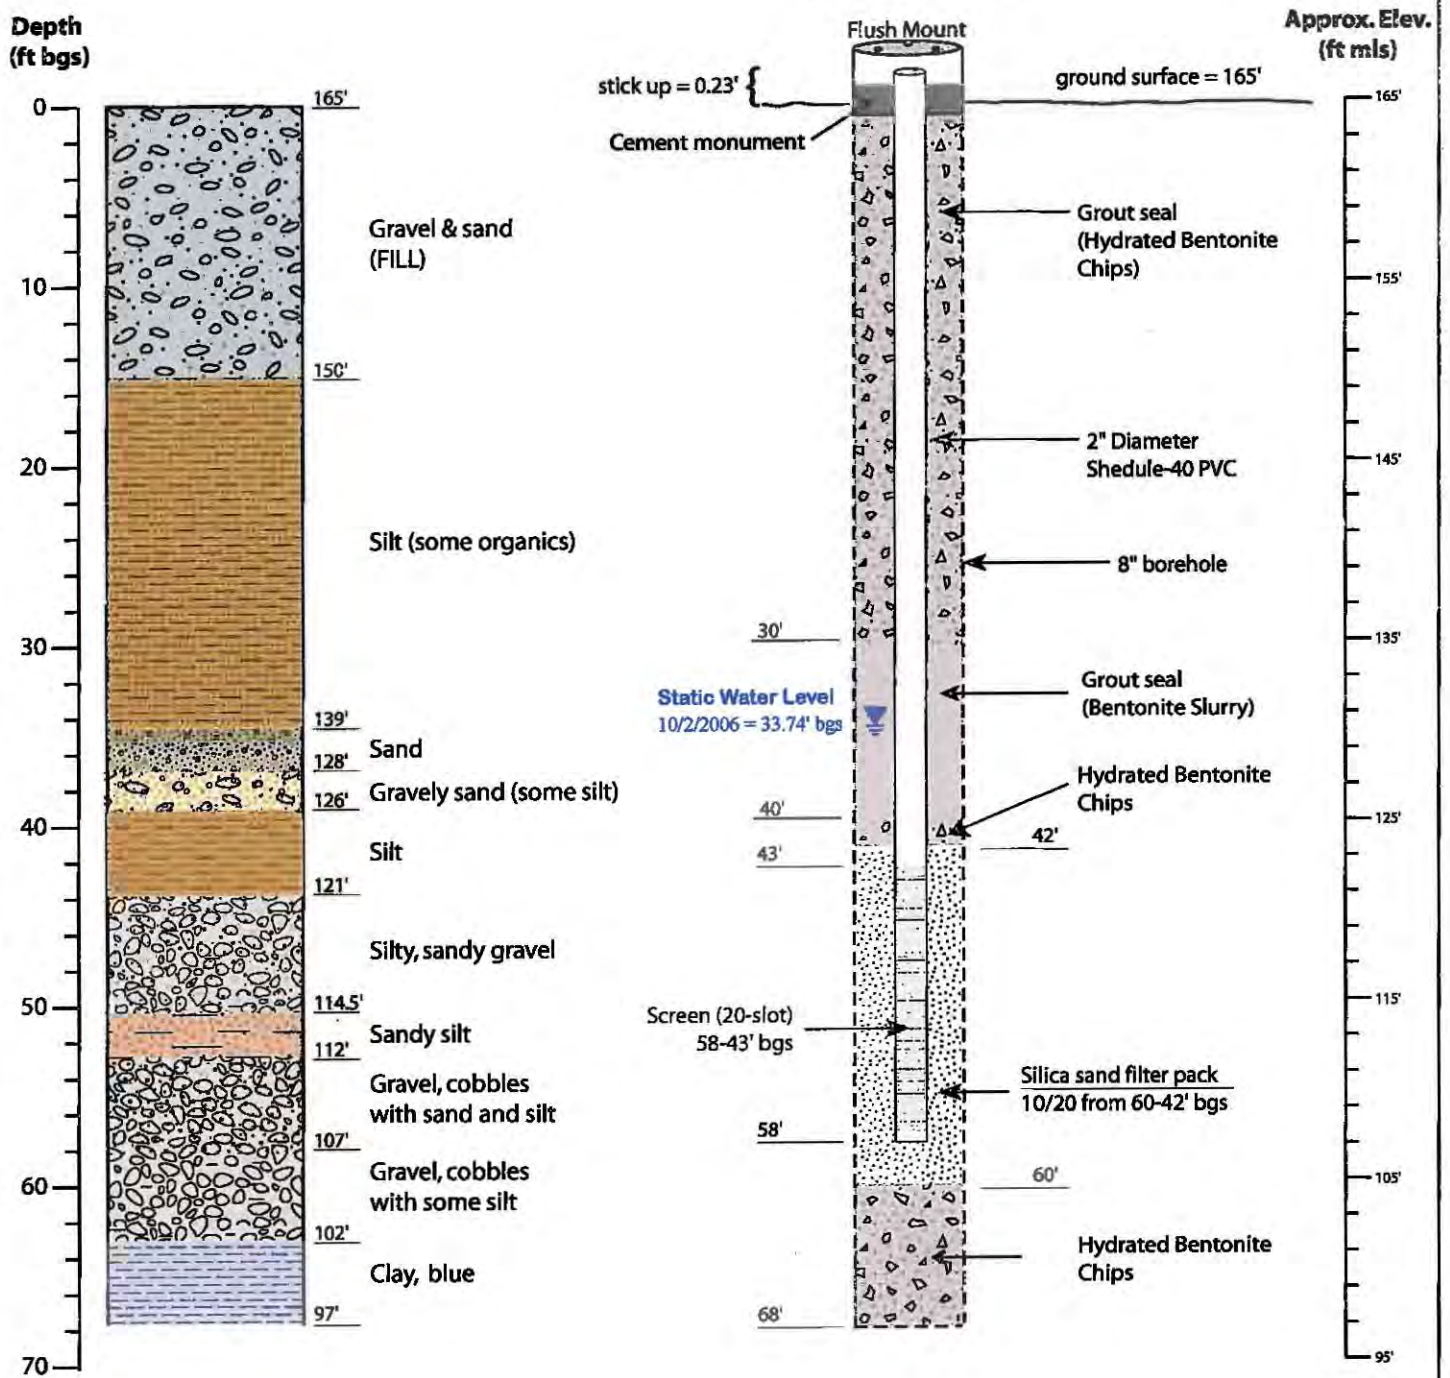 Depth
(ft bgs)
0
10
20
30
40
50
60
70
165'
150'
139'
128'
126'
121'
114.5'
112'
107'
102'
97'
Gravel & sand
(FILL)
Silt (some organics)
Sand
Gravely sand (some silt)
Silt
Silty, sandy gravel
Sandy silt
Gravel, cobbles
with sand and silt
Gravel, cobbles
with some silt
Clay, blue
Flush Mount
stick up = 0.23'
Cement monument
ground surface = 165'
Grout seal
(Hydrated Bentonite
Chips)
2" Diameter
Shedule-40 PVC
8" borehole
30'
Static Water Level
10/2/2006 = 33.74' bgs
Grout seal
(Bentonite Slurry)
Hydrated Bentonite
Chips
40'
42'
43'
Screen (20-slot)
58-43' bgs
Silica sand filter pack
10/20 from 60-42' bgs
58'
60'
Hydrated Bentonite
Chips
68'
Approx. Elev.
(ft mls)
165'
155'
145'
135'
125'
115'
105'
95'